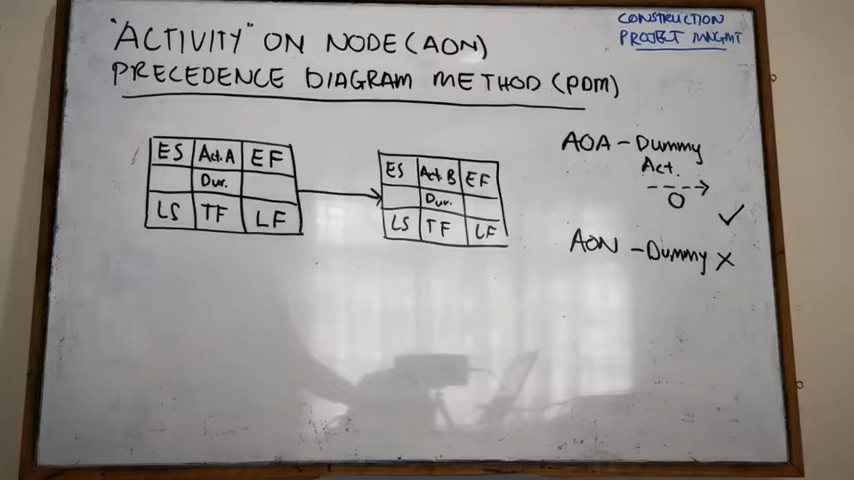 "ACTIVITY" ON NODE (AON)
PRECEDENCE DIAGRAM METHOD (PDM)
CONSTRUCTION
PROJECT MNGMT
ES Act. A EF
Dur.
LS TF LF
ES Act. B EF
Dur.
LS TF LF
AOA - Dummy
Act.
0
AON - Dummy X